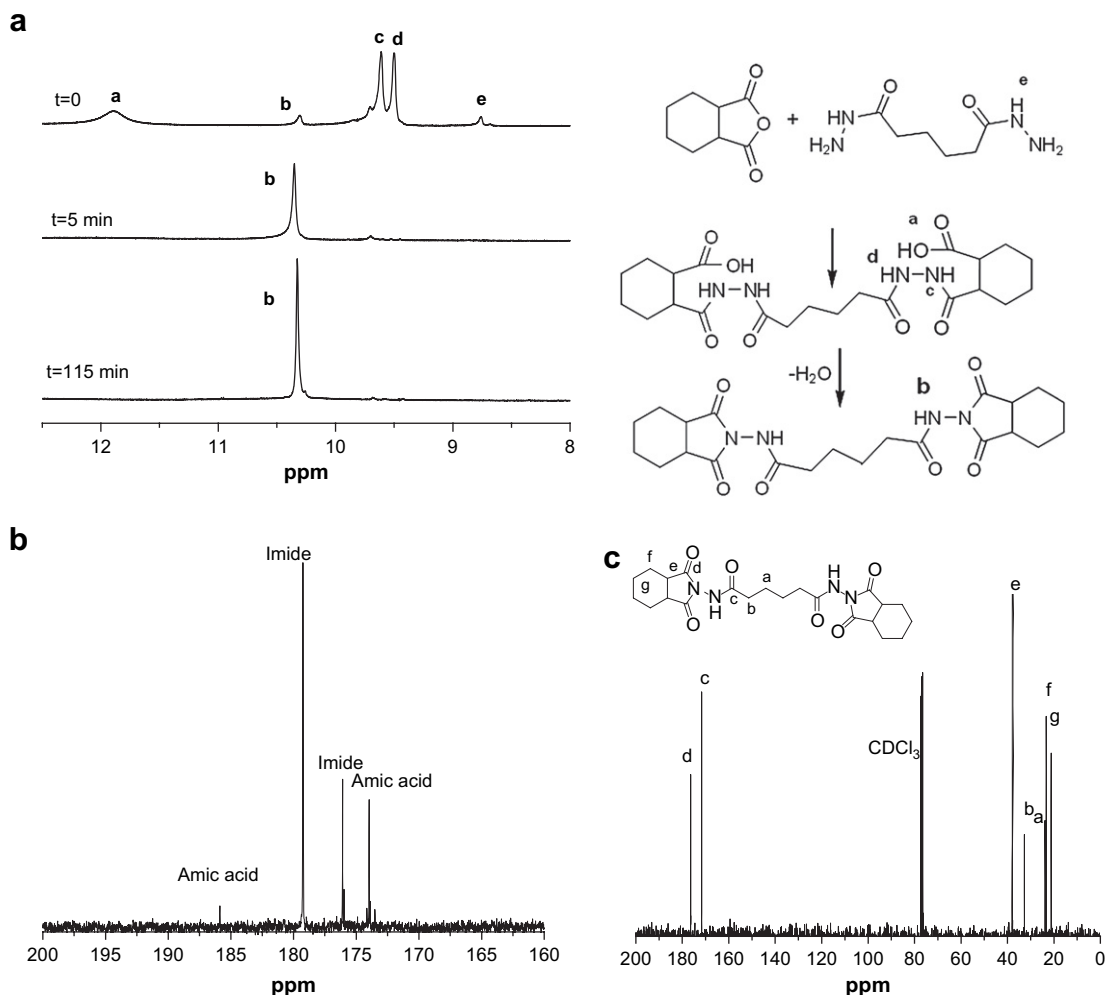 a
a
b
c
d
e
t=0
b
t=5 min
b
t=115 min
12
11
10
9
8
ppm
O
O
O
+
O
HN
H2N
O
e
H
N
NH2
O
OH
HN
NH
O
O
a
O
HO
d
HN
NH
c
O
O
-H2O
O
N
NH
O
O
b
O
HN
N
O
O
b
Imide
Imide
Amic acid
Amic acid
200
195
190
185
180
175
170
165
160
ppm
c
f
e
O
d
g
N
NH
O
O
c
a
b
H
N
N
O
O
O
e
c
d
CDCl3
f
g
b
a
200
180
160
140
120
100
80
60
40
20
0
ppm